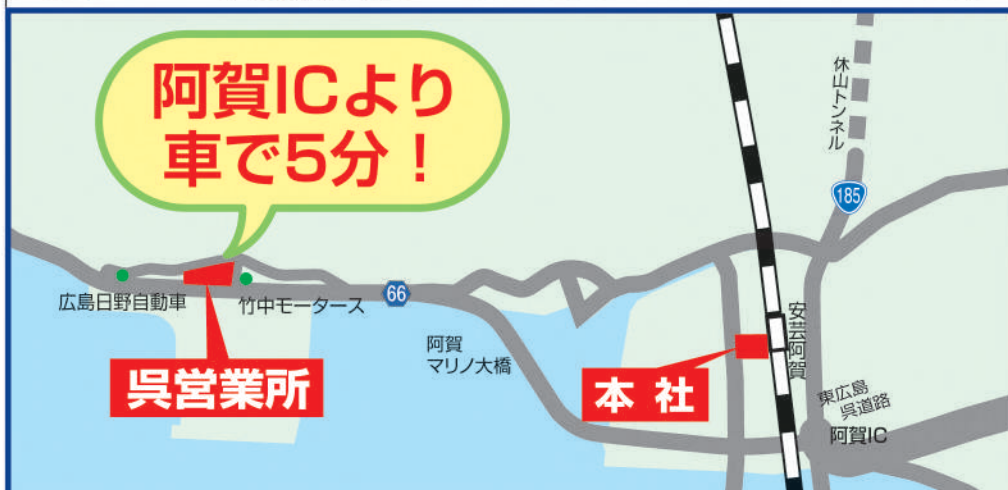 阿賀ICより
車で5分！
休山トンネル
185
広島日野自動車
竹中モータース
66
阿賀
マリノ大橋
安芸阿賀
呉営業所
本 社
東広島
呉道路
阿賀IC